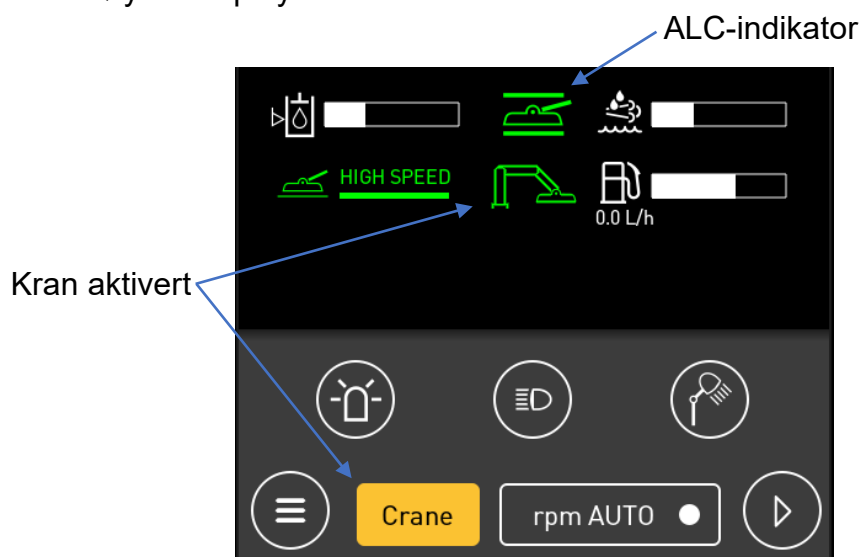 ALC-indikator
HIGH SPEED
0.0 L/h
Kran aktivert
Crane
rpm AUTO